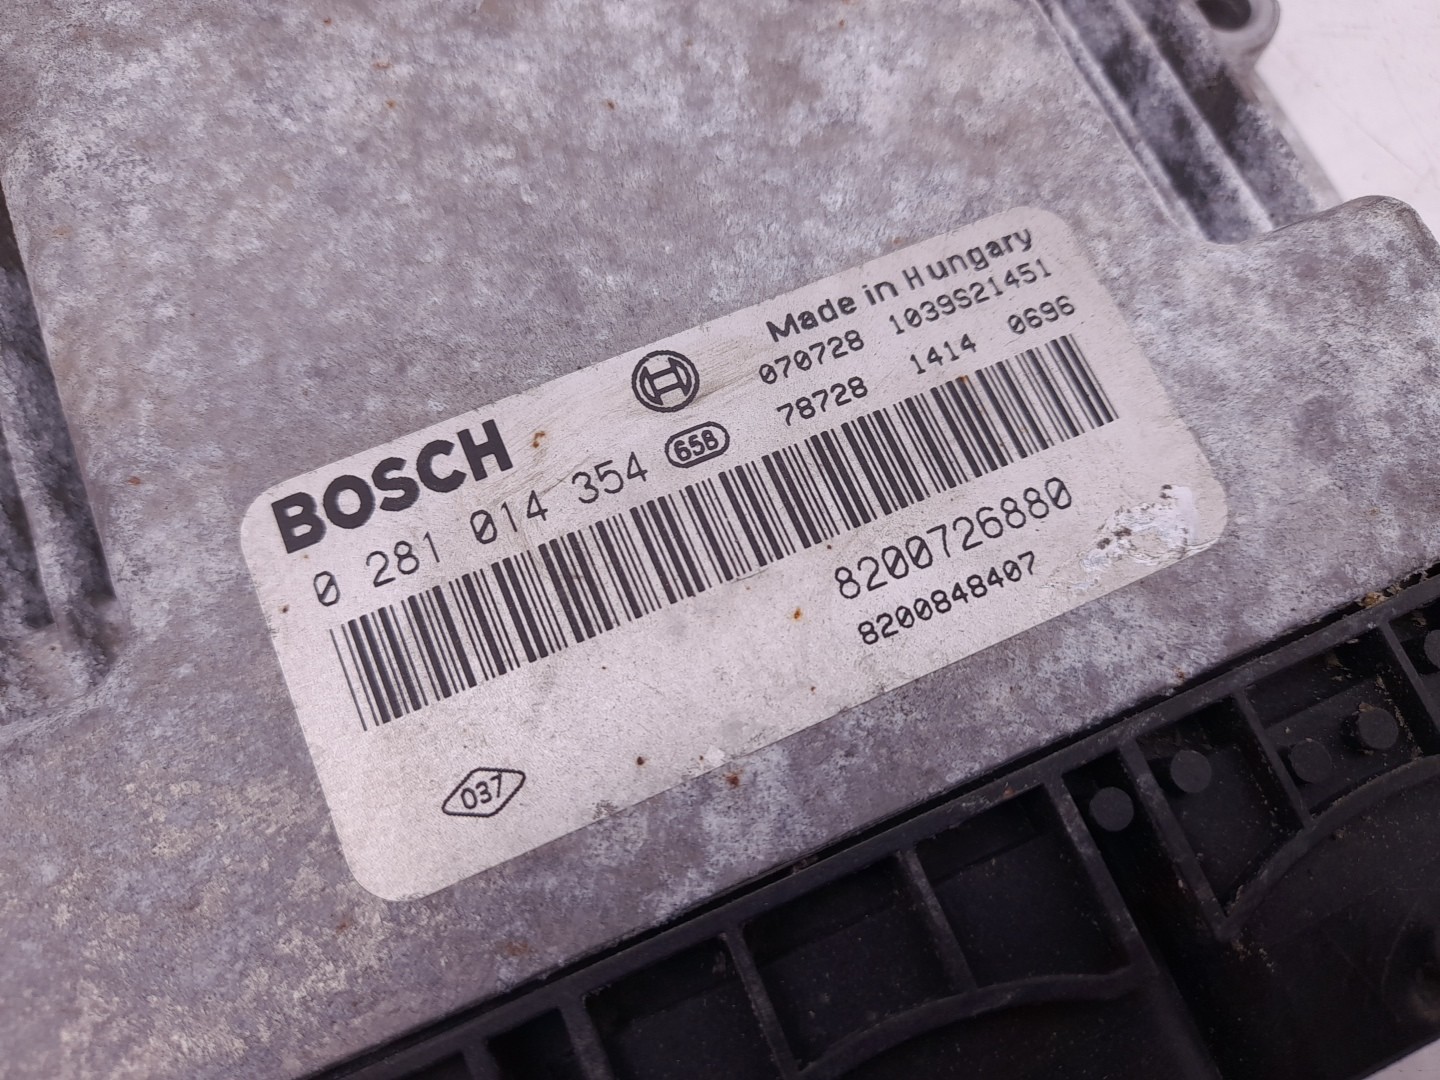 Made in Hungary
070728 1039S21451
78728 1414 0696
BOSCH
0 281 014 354 658
8200726880
8200848407
037